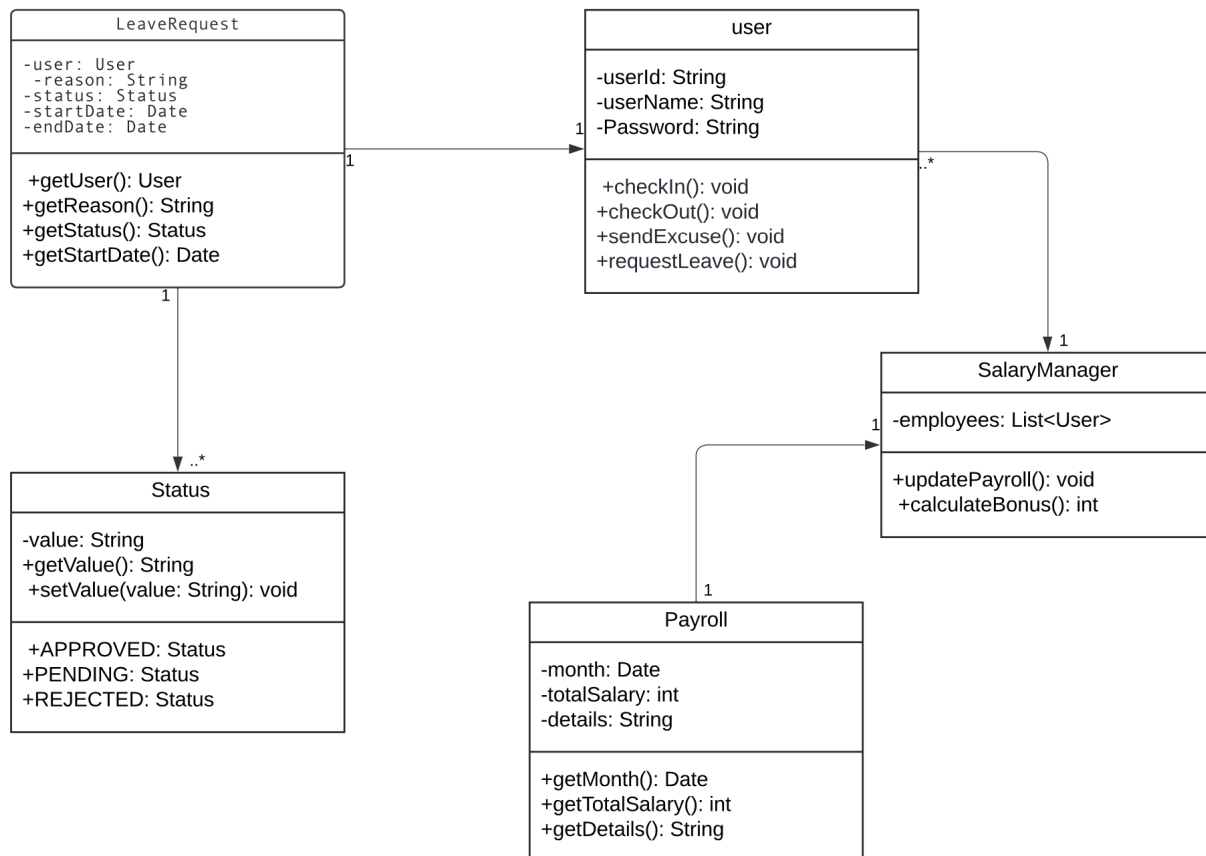 LeaveRequest
-user: User
-reason: String
-status: Status
-startDate: Date
-endDate: Date
+getUser(): User
+getReason(): String
+getStatus(): Status
+getStartDate(): Date
1
1
user
-userId: String
-userName: String
-Password: String
+checkIn(): void
+checkOut(): void
+sendExcuse(): void
+requestLeave(): void
..*
1
SalaryManager
-employees: List<User>
+updatePayroll(): void
+calculateBonus(): int
1
1
..*
Status
-value: String
+getValue(): String
+setValue(value: String): void
+APPROVED: Status
+PENDING: Status
+REJECTED: Status
1
Payroll
-month: Date
-totalSalary: int
-details: String
+getMonth(): Date
+getTotalSalary(): int
+getDetails(): String